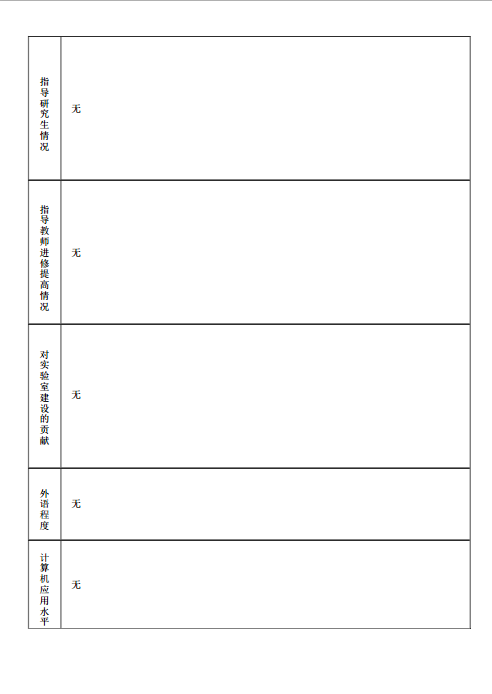 指导研究生情况
无
指导教师进修提高情况
无
对实验室建设的贡献
无
外语程度
无
计算机应用水平
无